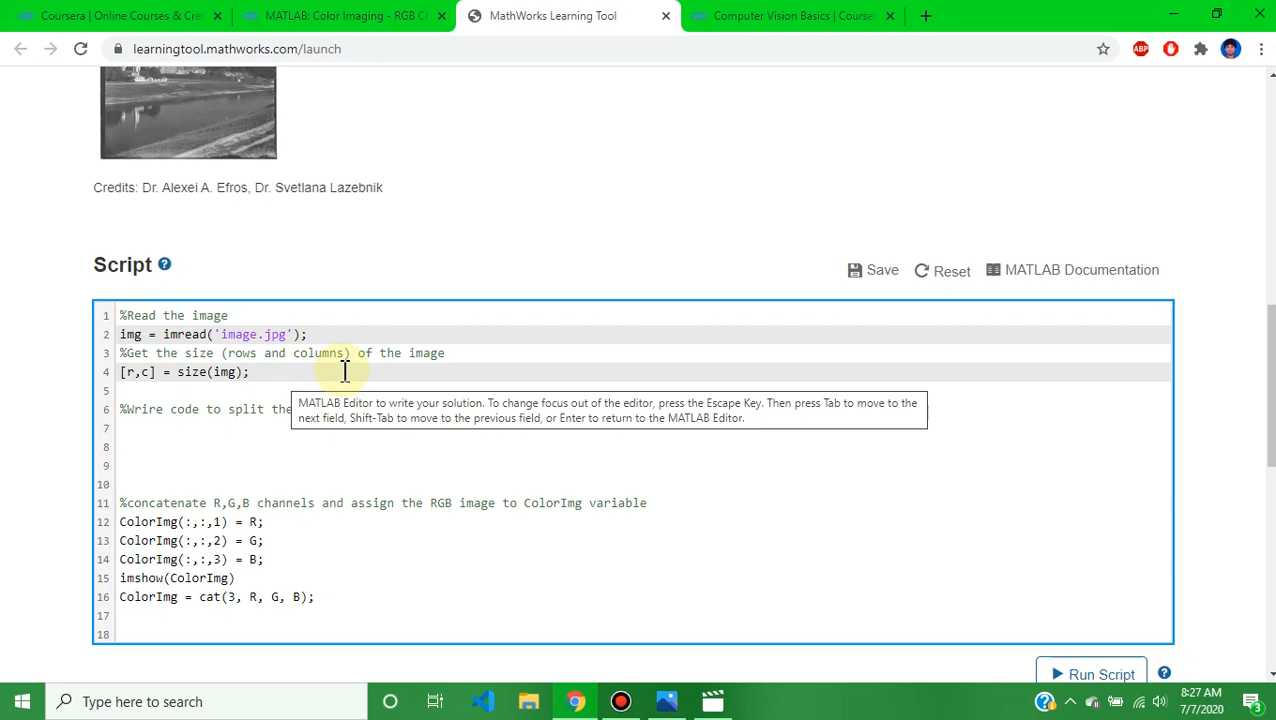 Coursera | Online Courses & Cre
MATLAB: Color Imaging - RGB C
MathWorks Learning Tool
Computer Vision Basics | Course
learningtool.mathworks.com/launch
ABP
Credits: Dr. Alexei A. Efros, Dr. Svetlana Lazebnik
Script
Save
Reset
MATLAB Documentation
1 %Read the image
2 img = imread('image.jpg');
3 %Get the size (rows and columns) of the image
4 [r,c] = size(img);
5
6 %Wrire code to split the
MATLAB Editor to write your solution. To change focus out of the editor, press the Escape Key. Then press Tab to move to the
next field, Shift-Tab to move to the previous field, or Enter to return to the MATLAB Editor.
7
8
9
10
11 %concatenate R,G,B channels and assign the RGB image to ColorImg variable
12 ColorImg(:,:,1) = R;
13 ColorImg(:,:,2) = G;
14 ColorImg(:,:,3) = B;
15 imshow(ColorImg)
16 ColorImg = cat(3, R, G, B);
17
18
Run Script
Type here to search
8:27 AM
7/7/2020
3